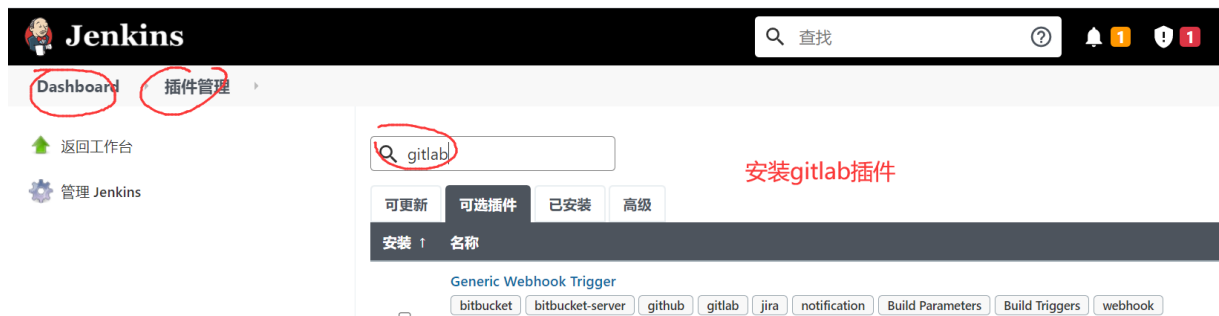 Jenkins
查找
1
1
Dashboard
插件管理
返回工作台
管理 Jenkins
gitlab
安装gitlab插件
可更新 可选插件 已安装 高级
安装 ↑ 名称
Generic Webhook Trigger
bitbucket bitbucket-server github gitlab jira notification Build Parameters Build Triggers webhook